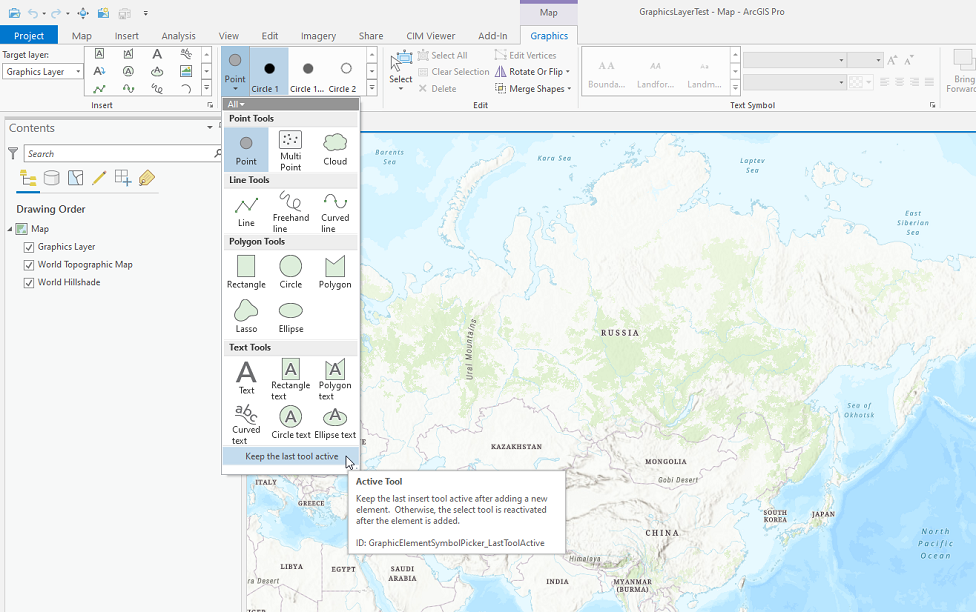 Map
GraphicsLayerTest - Map - ArcGIS Pro
Project
Map
Insert
Analysis
View
Edit
Imagery
Share
CIM Viewer
Add-In
Graphics
Target layer:
Graphics Layer
Insert
Point
Circle 1
Circle 1...
Circle 2
Select
Select All
Clear Selection
Delete
Edit Vertices
Rotate Or Flip
Merge Shapes
Edit
A A
Bounda...
AA
Landfor...
Aa
Landm...
Text Symbol
Bring
Forward
Contents
Search
Drawing Order
Map
Graphics Layer
World Topographic Map
World Hillshade
All
Point Tools
Point
Multi
Point
Cloud
Line Tools
Line
Freehand
line
Curved
line
Polygon Tools
Rectangle
Circle
Polygon
Lasso
Ellipse
Text Tools
Text
Rectangle
text
Polygon
text
Curved
text
Circle text
Ellipse text
Keep the last tool active
Active Tool
Keep the last insert tool active after adding a new
element. Otherwise, the select tool is reactivated
after the element is added.
ID: GraphicElementSymbolPicker_LastToolActive
Barents
Sea
Kara Sea
Laptev
Sea
East
Siberian
Sea
RUSSIA
Ural Mountains
Sea of
Okhotsk
KAZAKHSTAN
MONGOLIA
Gobi Desert
ITALY
GREECE
SOUTH
KOREA
JAPAN
CHINA
North
Pacific
Ocean
LIBYA
EGYPT
SAUDI
ARABIA
Himalaya
INDIA
MYANMAR
(BURMA)
ra Desert